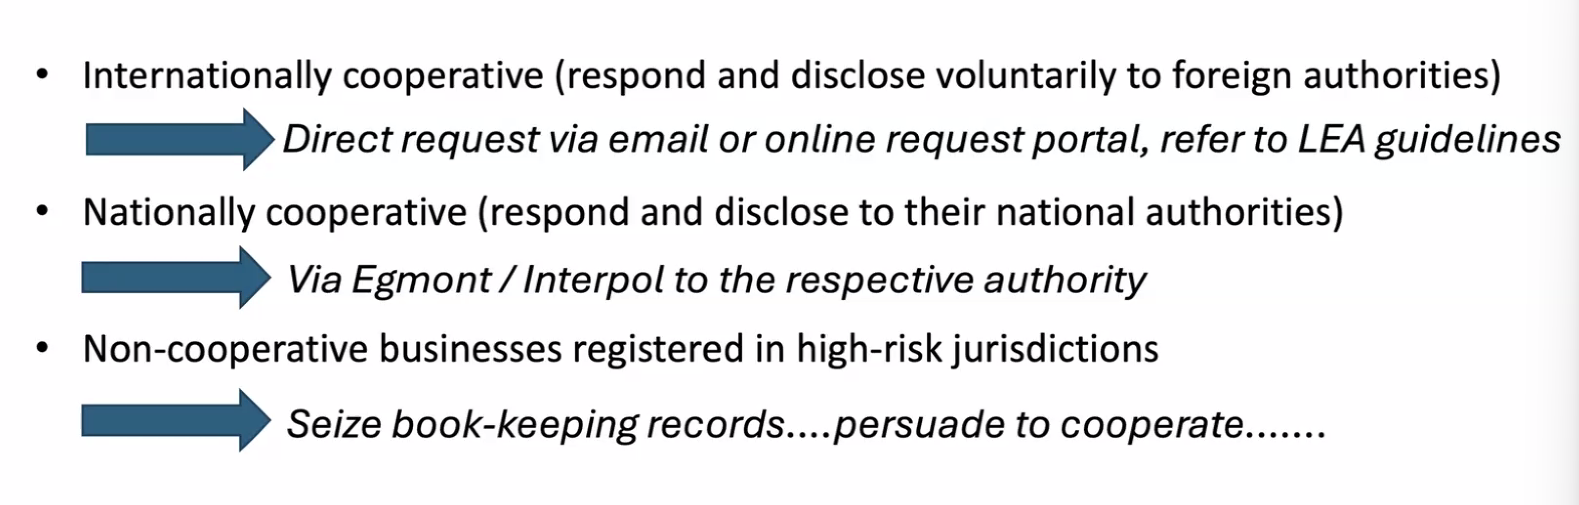 • Internationally cooperative (respond and disclose voluntarily to foreign authorities)
Direct request via email or online request portal, refer to LEA guidelines
• Nationally cooperative (respond and disclose to their national authorities)
Via Egmont / Interpol to the respective authority
• Non-cooperative businesses registered in high-risk jurisdictions
Seize book-keeping records....persuade to cooperate.......